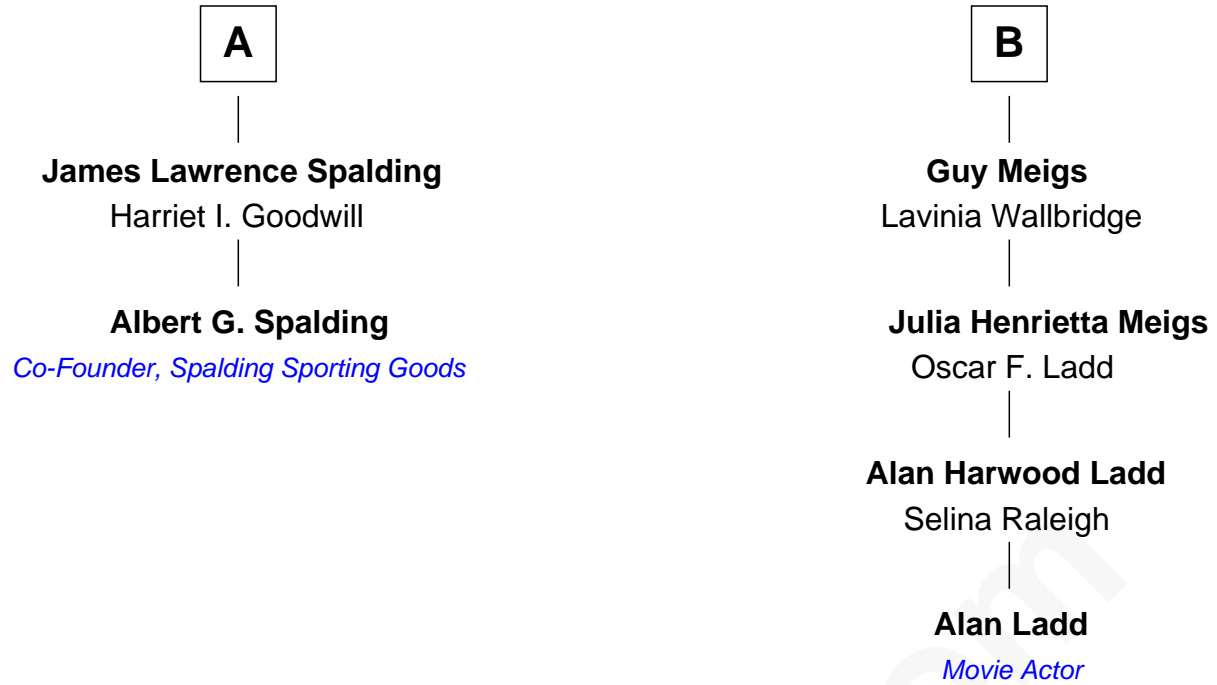 A
James Lawrence Spalding
Harriet I. Goodwill
Albert G. Spalding
Co-Founder, Spalding Sporting Goods
B
Guy Meigs
Lavinia Wallbridge
Julia Henrietta Meigs
Oscar F. Ladd
Alan Harwood Ladd
Selina Raleigh
Alan Ladd
Movie Actor
om